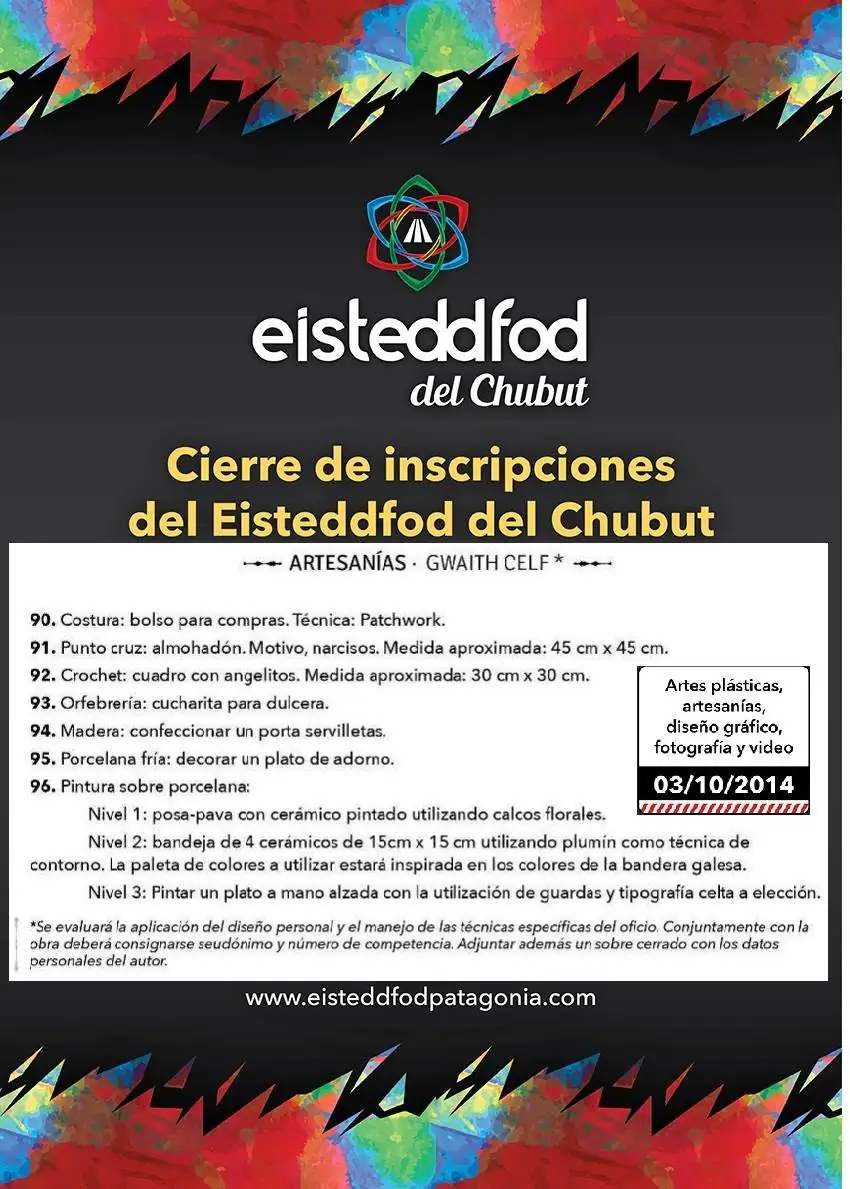 eisteddfod
del Chubut
Cierre de inscripciones
del Eisteddfod del Chubut
ARTESANÍAS · GWAITH CELF *
90. Costura: bolso para compras. Técnica: Patchwork.
91. Punto cruz: almohadón. Motivo, narcisos. Medida aproximada: 45 cm x 45 cm.
92. Crochet: cuadro con angelitos. Medida aproximada: 30 cm x 30 cm.
93. Orfebrería: cucharita para dulcera.
94. Madera: confeccionar un porta servilletas.
95. Porcelana fría: decorar un plato de adorno.
96. Pintura sobre porcelana:
Nivel 1: posa-pava con cerámico pintado utilizando calcos florales.
Nivel 2: bandeja de 4 cerámicos de 15cm x 15 cm utilizando plumín como técnica de
contorno. La paleta de colores a utilizar estará inspirada en los colores de la bandera galesa.
Nivel 3: Pintar un plato a mano alzada con la utilización de guardas y tipografía celta a elección.
*Se evaluará la aplicación del diseño personal y el manejo de las técnicas específicas del oficio. Conjuntamente con la
obra deberá consignarse seudónimo y número de competencia. Adjuntar además un sobre cerrado con los datos
personales del autor.
Artes plásticas,
artesanías,
diseño gráfico,
fotografía y video
03/10/2014
www.eisteddfodpatagonia.com